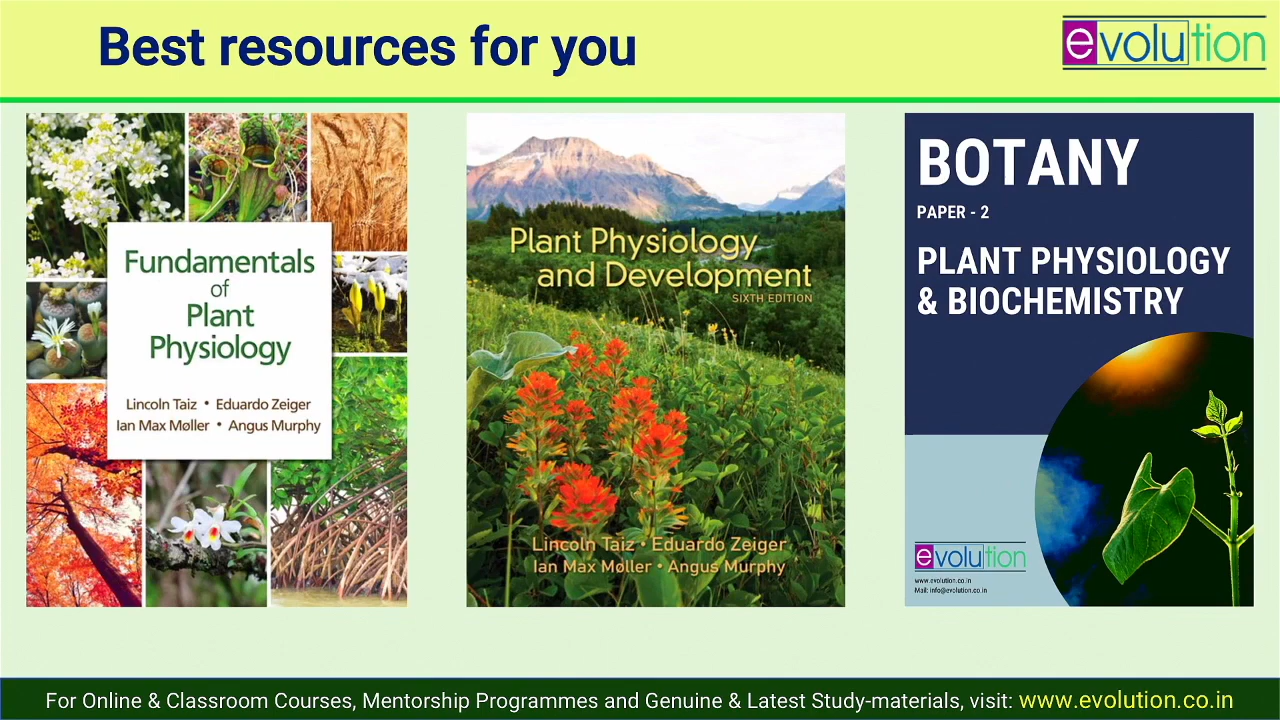 Best resources for you
evolution
Fundamentals
of
Plant
Physiology
Lincoln Taiz • Eduardo Zeiger
Ian Max Møller • Angus Murphy
Plant Physiology
and Development
SIXTH EDITION
Lincoln Taiz • Eduardo Zeiger
Ian Max Møller • Angus Murphy
BOTANY
PAPER - 2
PLANT PHYSIOLOGY
& BIOCHEMISTRY
evolution
www.evolution.co.in
Mail: info@evolution.co.in
For Online & Classroom Courses, Mentorship Programmes and Genuine & Latest Study-materials, visit: www.evolution.co.in